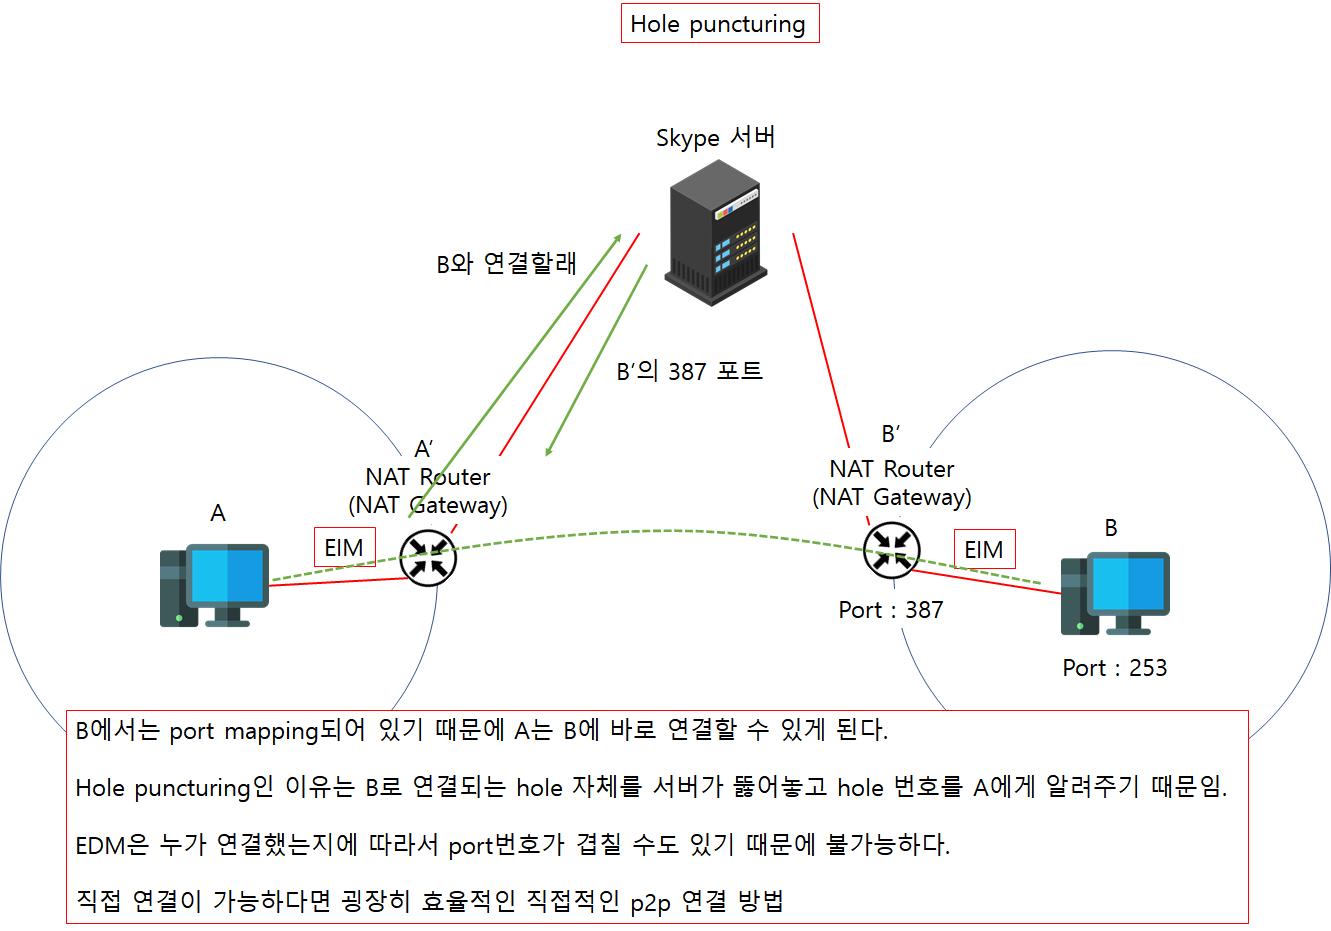 Hole puncturing
Skype 서버
B와 연결할래
B'의 387 포트
A'
NAT Router
(NAT Gateway)
B'
NAT Router
(NAT Gateway)
A
EIM
EIM
B
Port : 387
Port : 253
B에서는 port mapping되어 있기 때문에 A는 B에 바로 연결할 수 있게 된다.
Hole puncturing인 이유는 B로 연결되는 hole 자체를 서버가 뚫어놓고 hole 번호를 A에게 알려주기 때문임.
EDM은 누가 연결했는지에 따라서 port번호가 겹칠 수도 있기 때문에 불가능하다.
직접 연결이 가능하다면 굉장히 효율적인 직접적인 p2p 연결 방법